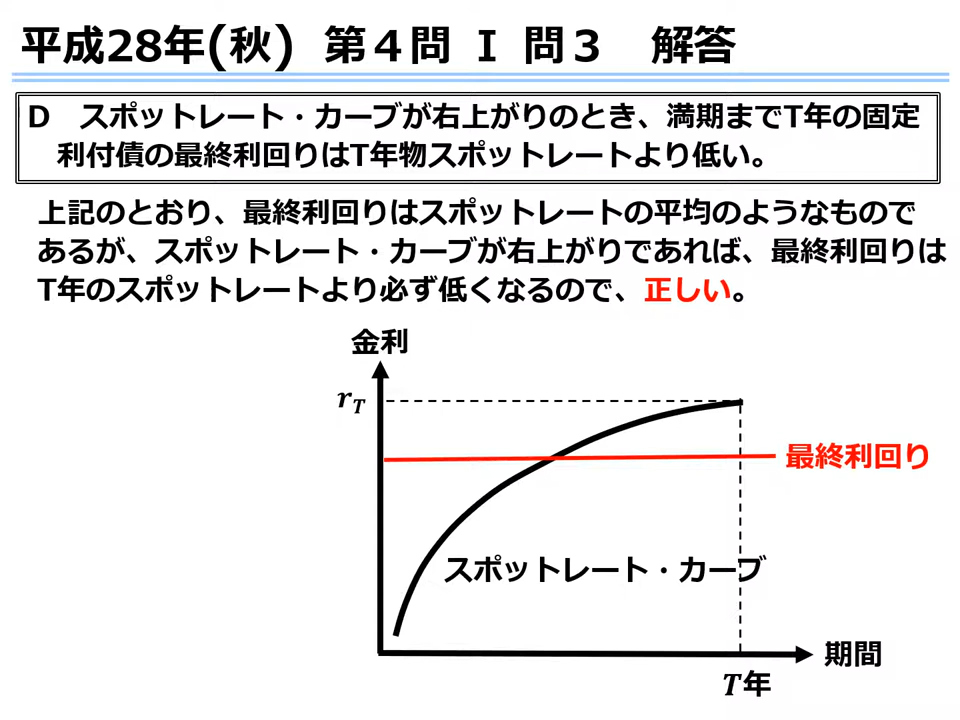 平成28年(秋) 第４問 Ⅰ 問３　解答
D　スポットレート・カーブが右上がりのとき、満期までT年の固定
利付債の最終利回りはT年物スポットレートより低い。
上記のとおり、最終利回りはスポットレートの平均のようなもので
あるが、スポットレート・カーブが右上がりであれば、最終利回りは
T年のスポットレートより必ず低くなるので、正しい。
金利
r_T
最終利回り
スポットレート・カーブ
期間
T年